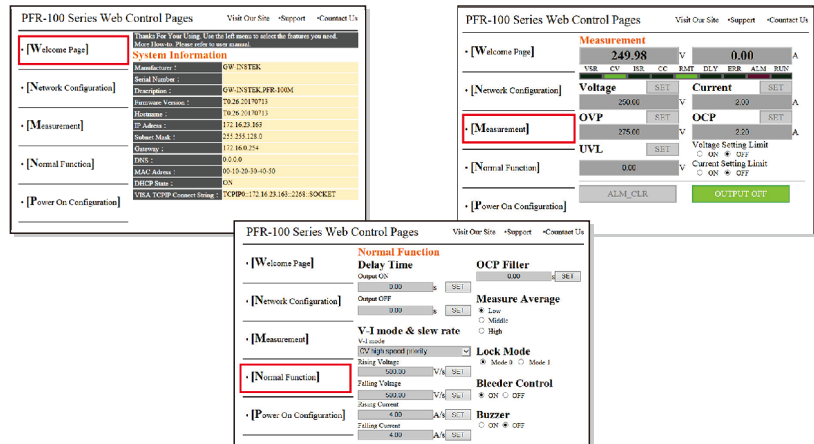 PFR-100 Series Web Control Pages
Visit Our Site •Support •Countact Us
• [Welcome Page]
• [Network Configuration]
• [Measurement]
• [Normal Function]
• [Power On Configuration]
Thanks For Your Using. Use the left menu to select the features you need.
More How-to. Please refer to user manual.
System Information
Manufacturer : GW-INSTEK
Serial Number :
Description : GW-INSTEK,PFR-100M
Firmware Version : T0.26.20170713
Hostname : T0.26.20170713
IP Adress : 172.16.23.163
Subnet Mask : 255.255.128.0
Gateway : 172.16.0.254
DNS : 0.0.0.0
MAC Adress : 00-10-20-30-40-50
DHCP State : ON
VISA TCPIP Connect String : TCPIP0::172.16.23.163::2268::SOCKET
PFR-100 Series Web Control Pages
Visit Our Site •Support •Countact Us
• [Welcome Page]
• [Network Configuration]
• [Measurement]
• [Normal Function]
• [Power On Configuration]
Measurement
249.98 V 0.00 A
VSR CV ISR CC RMT DLY ERR ALM RUN
Voltage SET Current SET
250.00 V 2.00 A
OVP SET OCP SET
275.00 V 2.20 A
UVL SET Voltage Setting Limit
ON OFF
0.00 V Current Setting Limit
ON OFF
ALM_CLR OUTPUT OFF
PFR-100 Series Web Control Pages
Visit Our Site •Support •Countact Us
• [Welcome Page]
• [Network Configuration]
• [Measurement]
• [Normal Function]
• [Power On Configuration]
Normal Function
Delay Time
Output ON
0.00 s SET
Output OFF
0.00 s SET
V-I mode & slew rate
V-I mode
CV high speed priority
Rising Voltage
500.00 V/s SET
Falling Voltage
500.00 V/s SET
Rising Current
4.00 A/s SET
Falling Current
4.00 A/s SET
OCP Filter
0.00 s SET
Measure Average
Low
Middle
High
Lock Mode
Mode 0 Mode 1
Bleeder Control
ON OFF
Buzzer
ON OFF